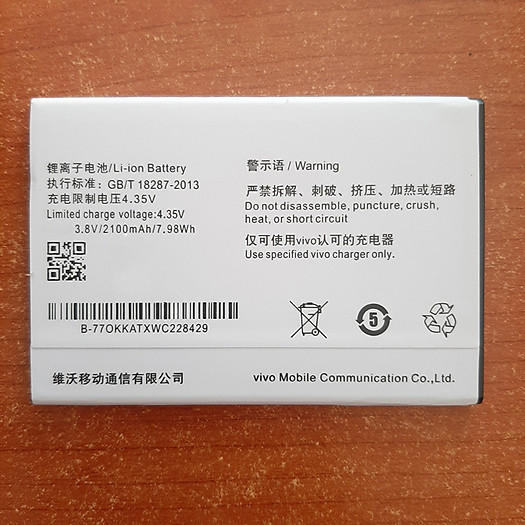 锂离子电池/Li-ion Battery
执行标准: GB/T 18287-2013
充电限制电压4.35V
Limited charge voltage:4.35V
3.8V/2100mAh/7.98Wh
B-77OKKATXWC228429
警示语 / Warning
严禁拆解、刺破、挤压、加热或短路
Do not disassemble, puncture, crush,
heat, or short circuit
仅可使用vivo认可的充电器
Use specified vivo charger only.
5
维沃移动通信有限公司
vivo Mobile Communication Co.,Ltd.